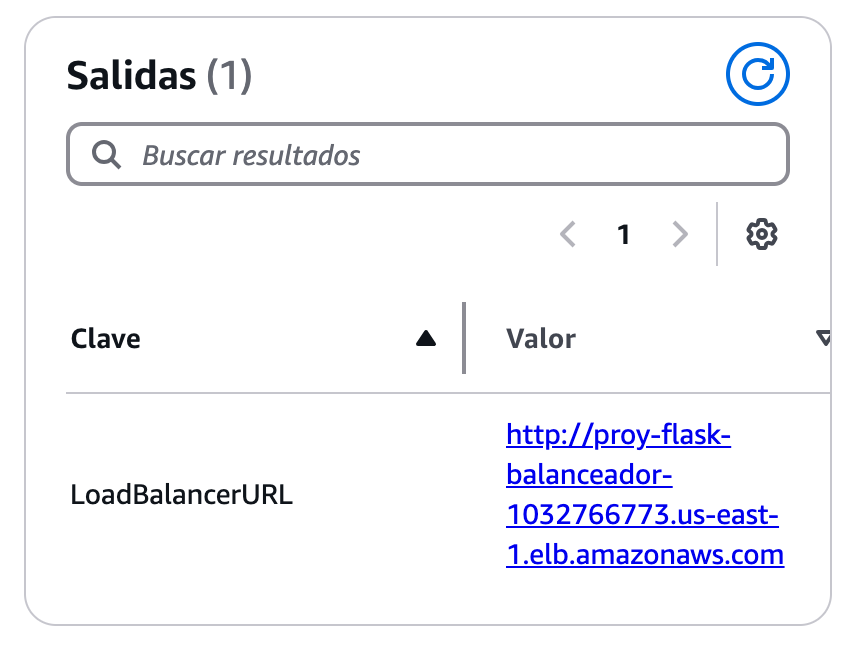 Salidas (1)
Buscar resultados
1
Clave
Valor
LoadBalancerURL
http://proy-flask-
balanceador-
1032766773.us-east-
1.elb.amazonaws.com